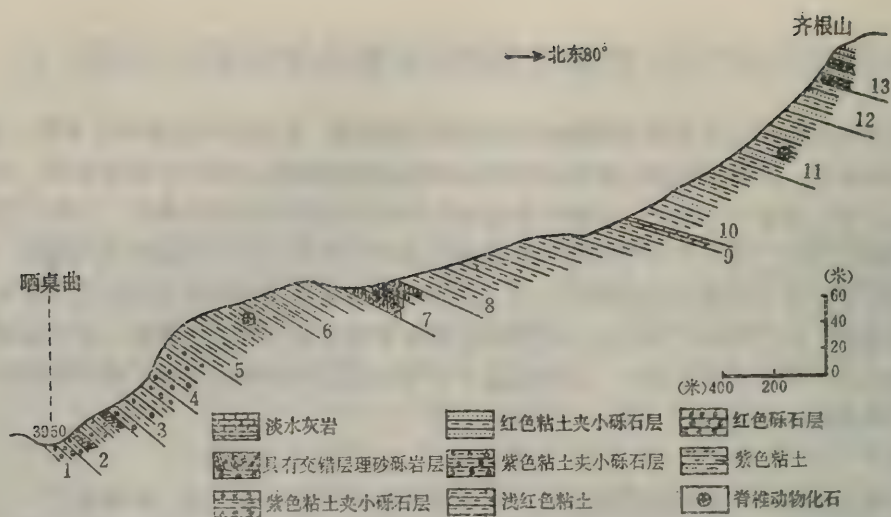 齐根山
北东80°
13
12
11
10
9
晒桌曲
(米)
60
8
7
40
6
20
5
0
4
(米)400 200
3950
3
2
1
淡水灰岩 红色粘土夹小砾石层 红色砾石层
具有交错层理砂砾岩层 紫色粘土夹小砾石层 紫色粘土
紫色粘土夹小砾石层 浅红色粘土 脊椎动物化石